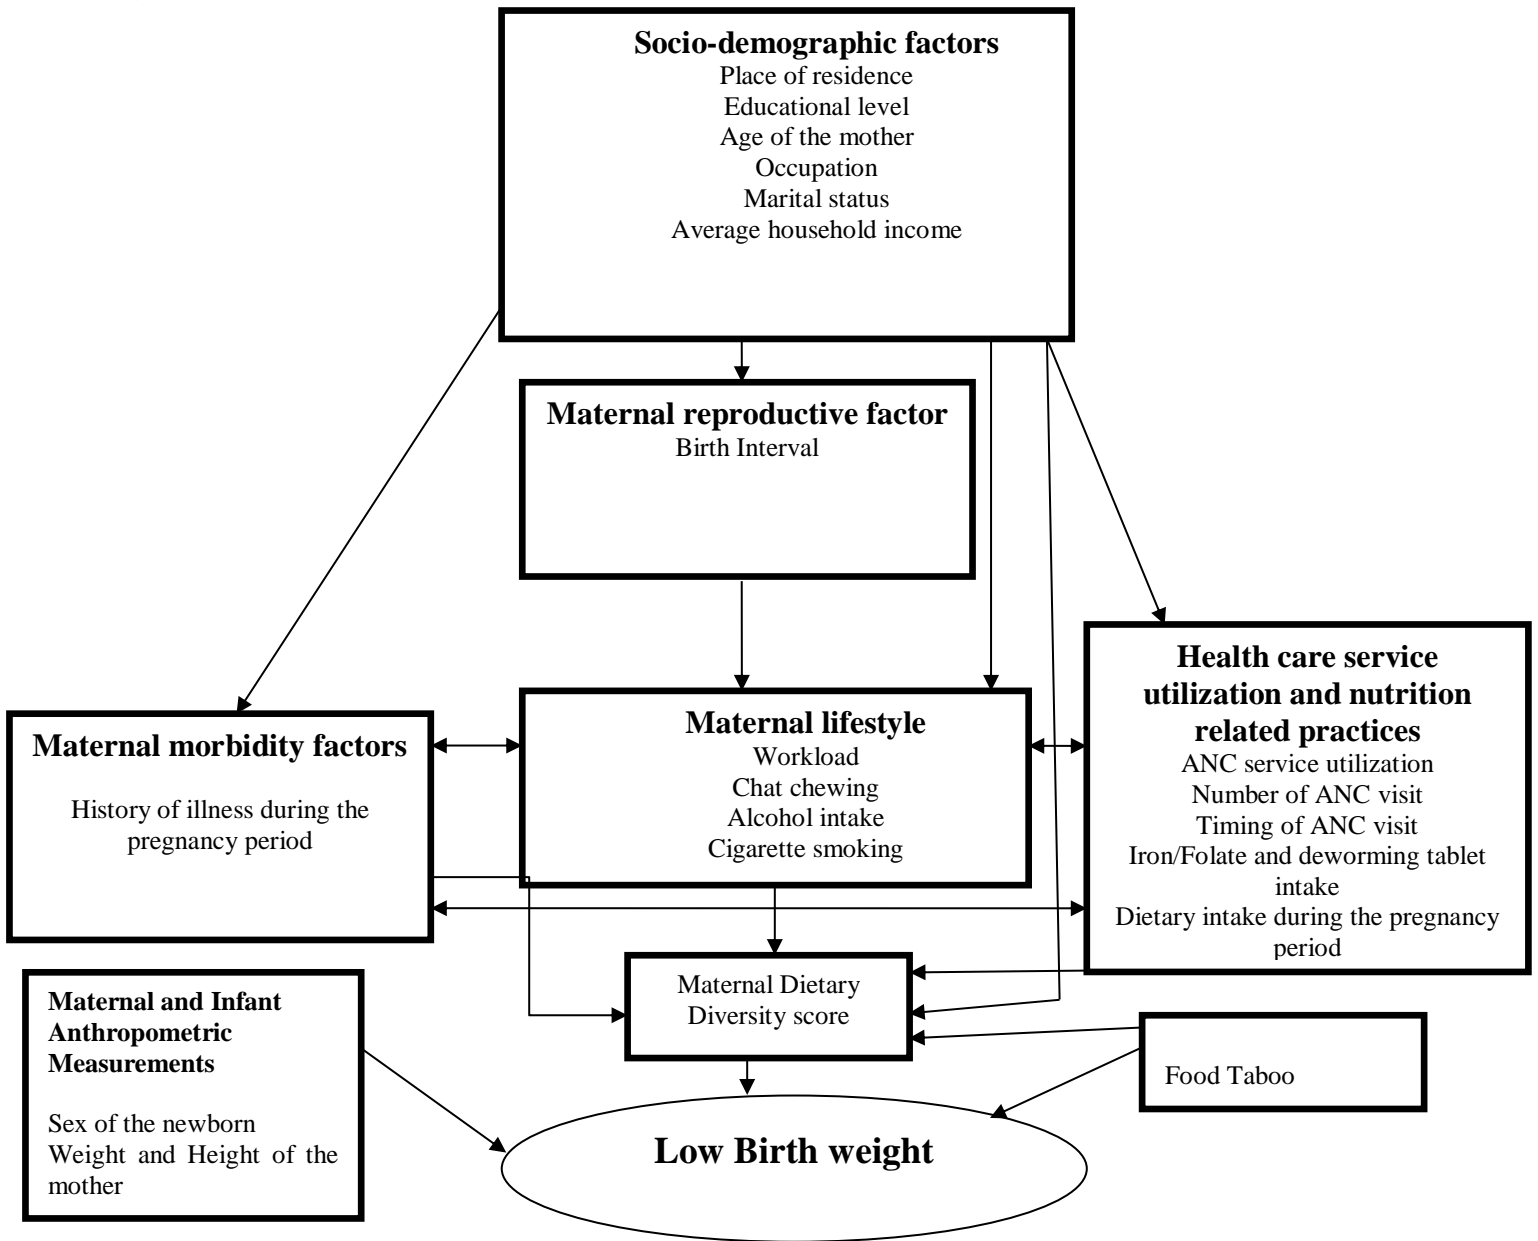 Socio-demographic factors
Place of residence
Educational level
Age of the mother
Occupation
Marital status
Average household income
Maternal reproductive factor
Birth Interval
Health care service
utilization and nutrition
related practices
ANC service utilization
Number of ANC visit
Timing of ANC visit
Iron/Folate and deworming tablet
intake
Dietary intake during the pregnancy
period
Maternal lifestyle
Workload
Chat chewing
Alcohol intake
Cigarette smoking
Maternal morbidity factors
History of illness during the
pregnancy period
Maternal Dietary
Diversity score
Maternal and Infant
Anthropometric
Measurements
Sex of the newborn
Weight and Height of the
mother
Food Taboo
Low Birth weight